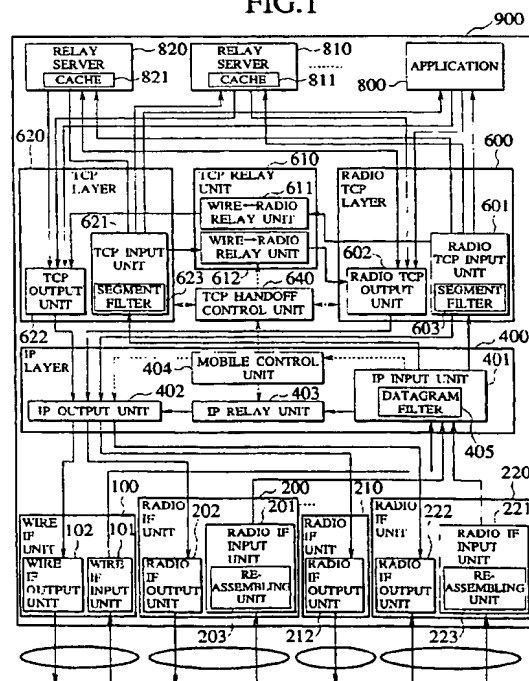 FIG.1
900
RELAY SERVER
CACHE
820
821
RELAY SERVER
CACHE
810
811
APPLICATION
800
620
TCP LAYER
621
TCP INPUT UNIT
SEGMENT FILTER
623
TCP OUTPUT UNIT
622
610
TCP RELAY UNIT
611
WIRE→RADIO RELAY UNIT
WIRE→RADIO RELAY UNIT
612
640
TCP HANDOFF CONTROL UNIT
600
RADIO TCP LAYER
601
602
RADIO TCP INPUT UNIT
SEGMENT FILTER
603
RADIO TCP OUTPUT UNIT
400
IP LAYER
404
MOBILE CONTROL UNIT
401
IP INPUT UNIT
DATAGRAM FILTER
405
402
IP OUTPUT UNIT
403
IP RELAY UNIT
100
WIRE IF UNIT
102
101
WIRE IF OUTPUT UNIT
WIRE IF INPUT UNIT
200
RADIO IF UNIT
202
201
RADIO IF OUTPUT UNIT
RADIO IF INPUT UNIT
RE-ASSEMBLING UNIT
203
210
RADIO IF UNIT
RADIO IF OUTPUT UNIT
212
220
RADIO IF UNIT
222
221
RADIO IF OUTPUT UNIT
RADIO IF INPUT UNIT
RE-ASSEMBLING UNIT
223